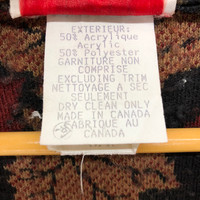 EXTERIEUR:
50% Acrylique
Acrylic
50% Polyester
GARNITURE NON
COMPRISE
EXCLUDING TRIM
NETTOYAGE A SEC
SEULEMENT
DRY CLEAN ONLY
MADE IN CANADA
FABRIQUE AU
CANADA